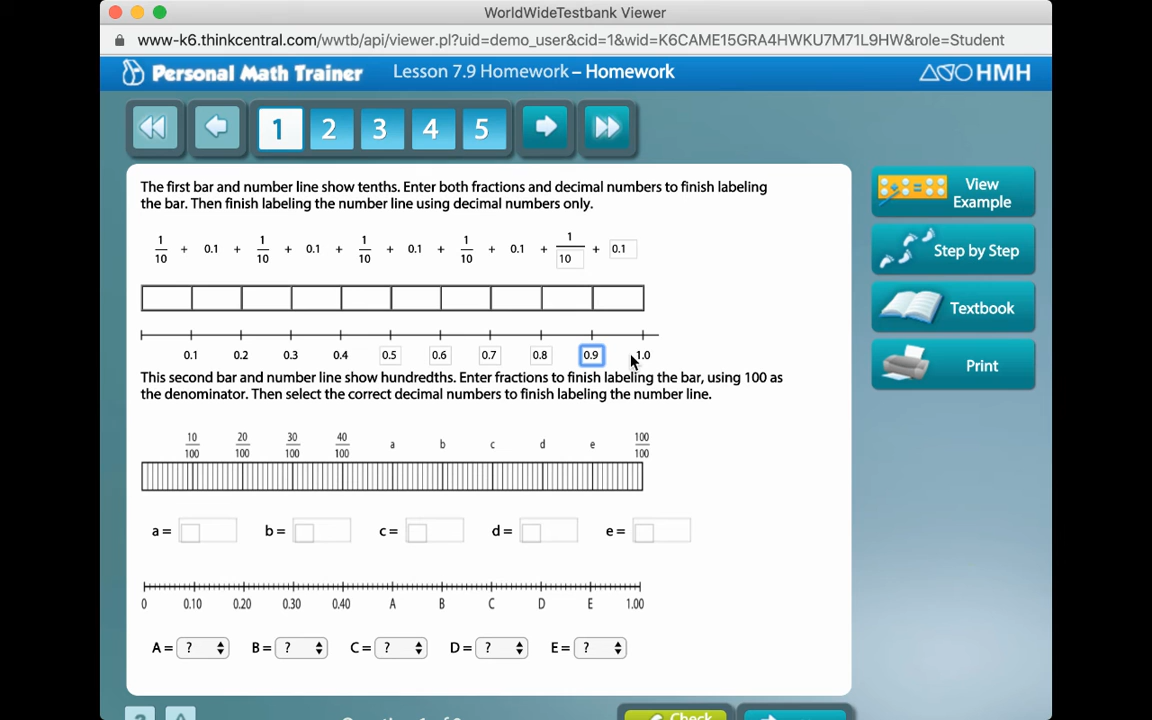 WorldWideTestbank Viewer
www-k6.thinkcentral.com/wwtb/api/viewer.pl?uid=demo_user&cid=1&wid=K6CAME15GRA4HWKU7M71L9HW&role=Student
Personal Math Trainer Lesson 7.9 Homework – Homework HMH
1 2 3 4 5
The first bar and number line show tenths. Enter both fractions and decimal numbers to finish labeling
the bar. Then finish labeling the number line using decimal numbers only.
1/10 + 0.1 + 1/10 + 0.1 + 1/10 + 0.1 + 1/10 + 0.1 + 1/10 + 0.1
0.1 0.2 0.3 0.4 0.5 0.6 0.7 0.8 0.9 1.0
This second bar and number line show hundredths. Enter fractions to finish labeling the bar, using 100 as
the denominator. Then select the correct decimal numbers to finish labeling the number line.
10/100 20/100 30/100 40/100 a b c d e 100/100
a = b = c = d = e =
0 0.10 0.20 0.30 0.40 A B C D E 1.00
A = ? B = ? C = ? D = ? E = ?
View
Example
Step by Step
Textbook
Print
Check